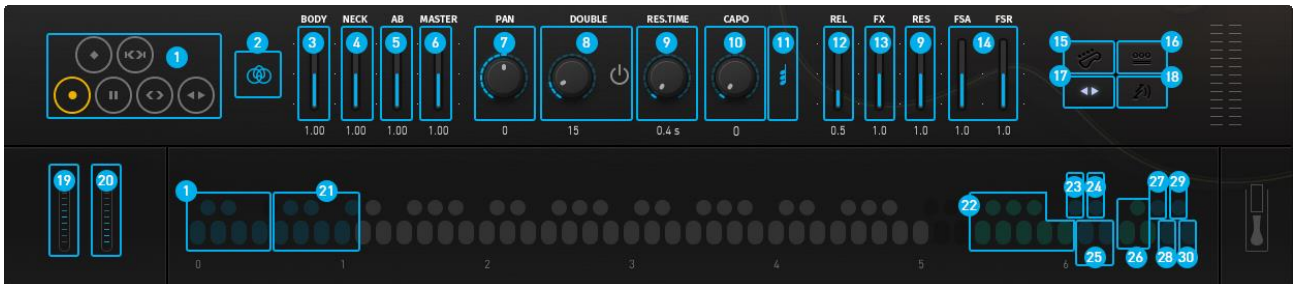 BODY NECK AB MASTER PAN DOUBLE RES.TIME CAPO REL FX RES FSA FSR
1 2 3 4 5 6 7 8 9 10 11 12 13 9 14 15 16
17 18
1.00 1.00 1.00 1.00 0 15 0.4 s 0 0.5 1.0 1.0 1.0 1.0
19 20 1 21 22 23 24 27 29
25 26 28 30
0 1 2 3 4 5 6